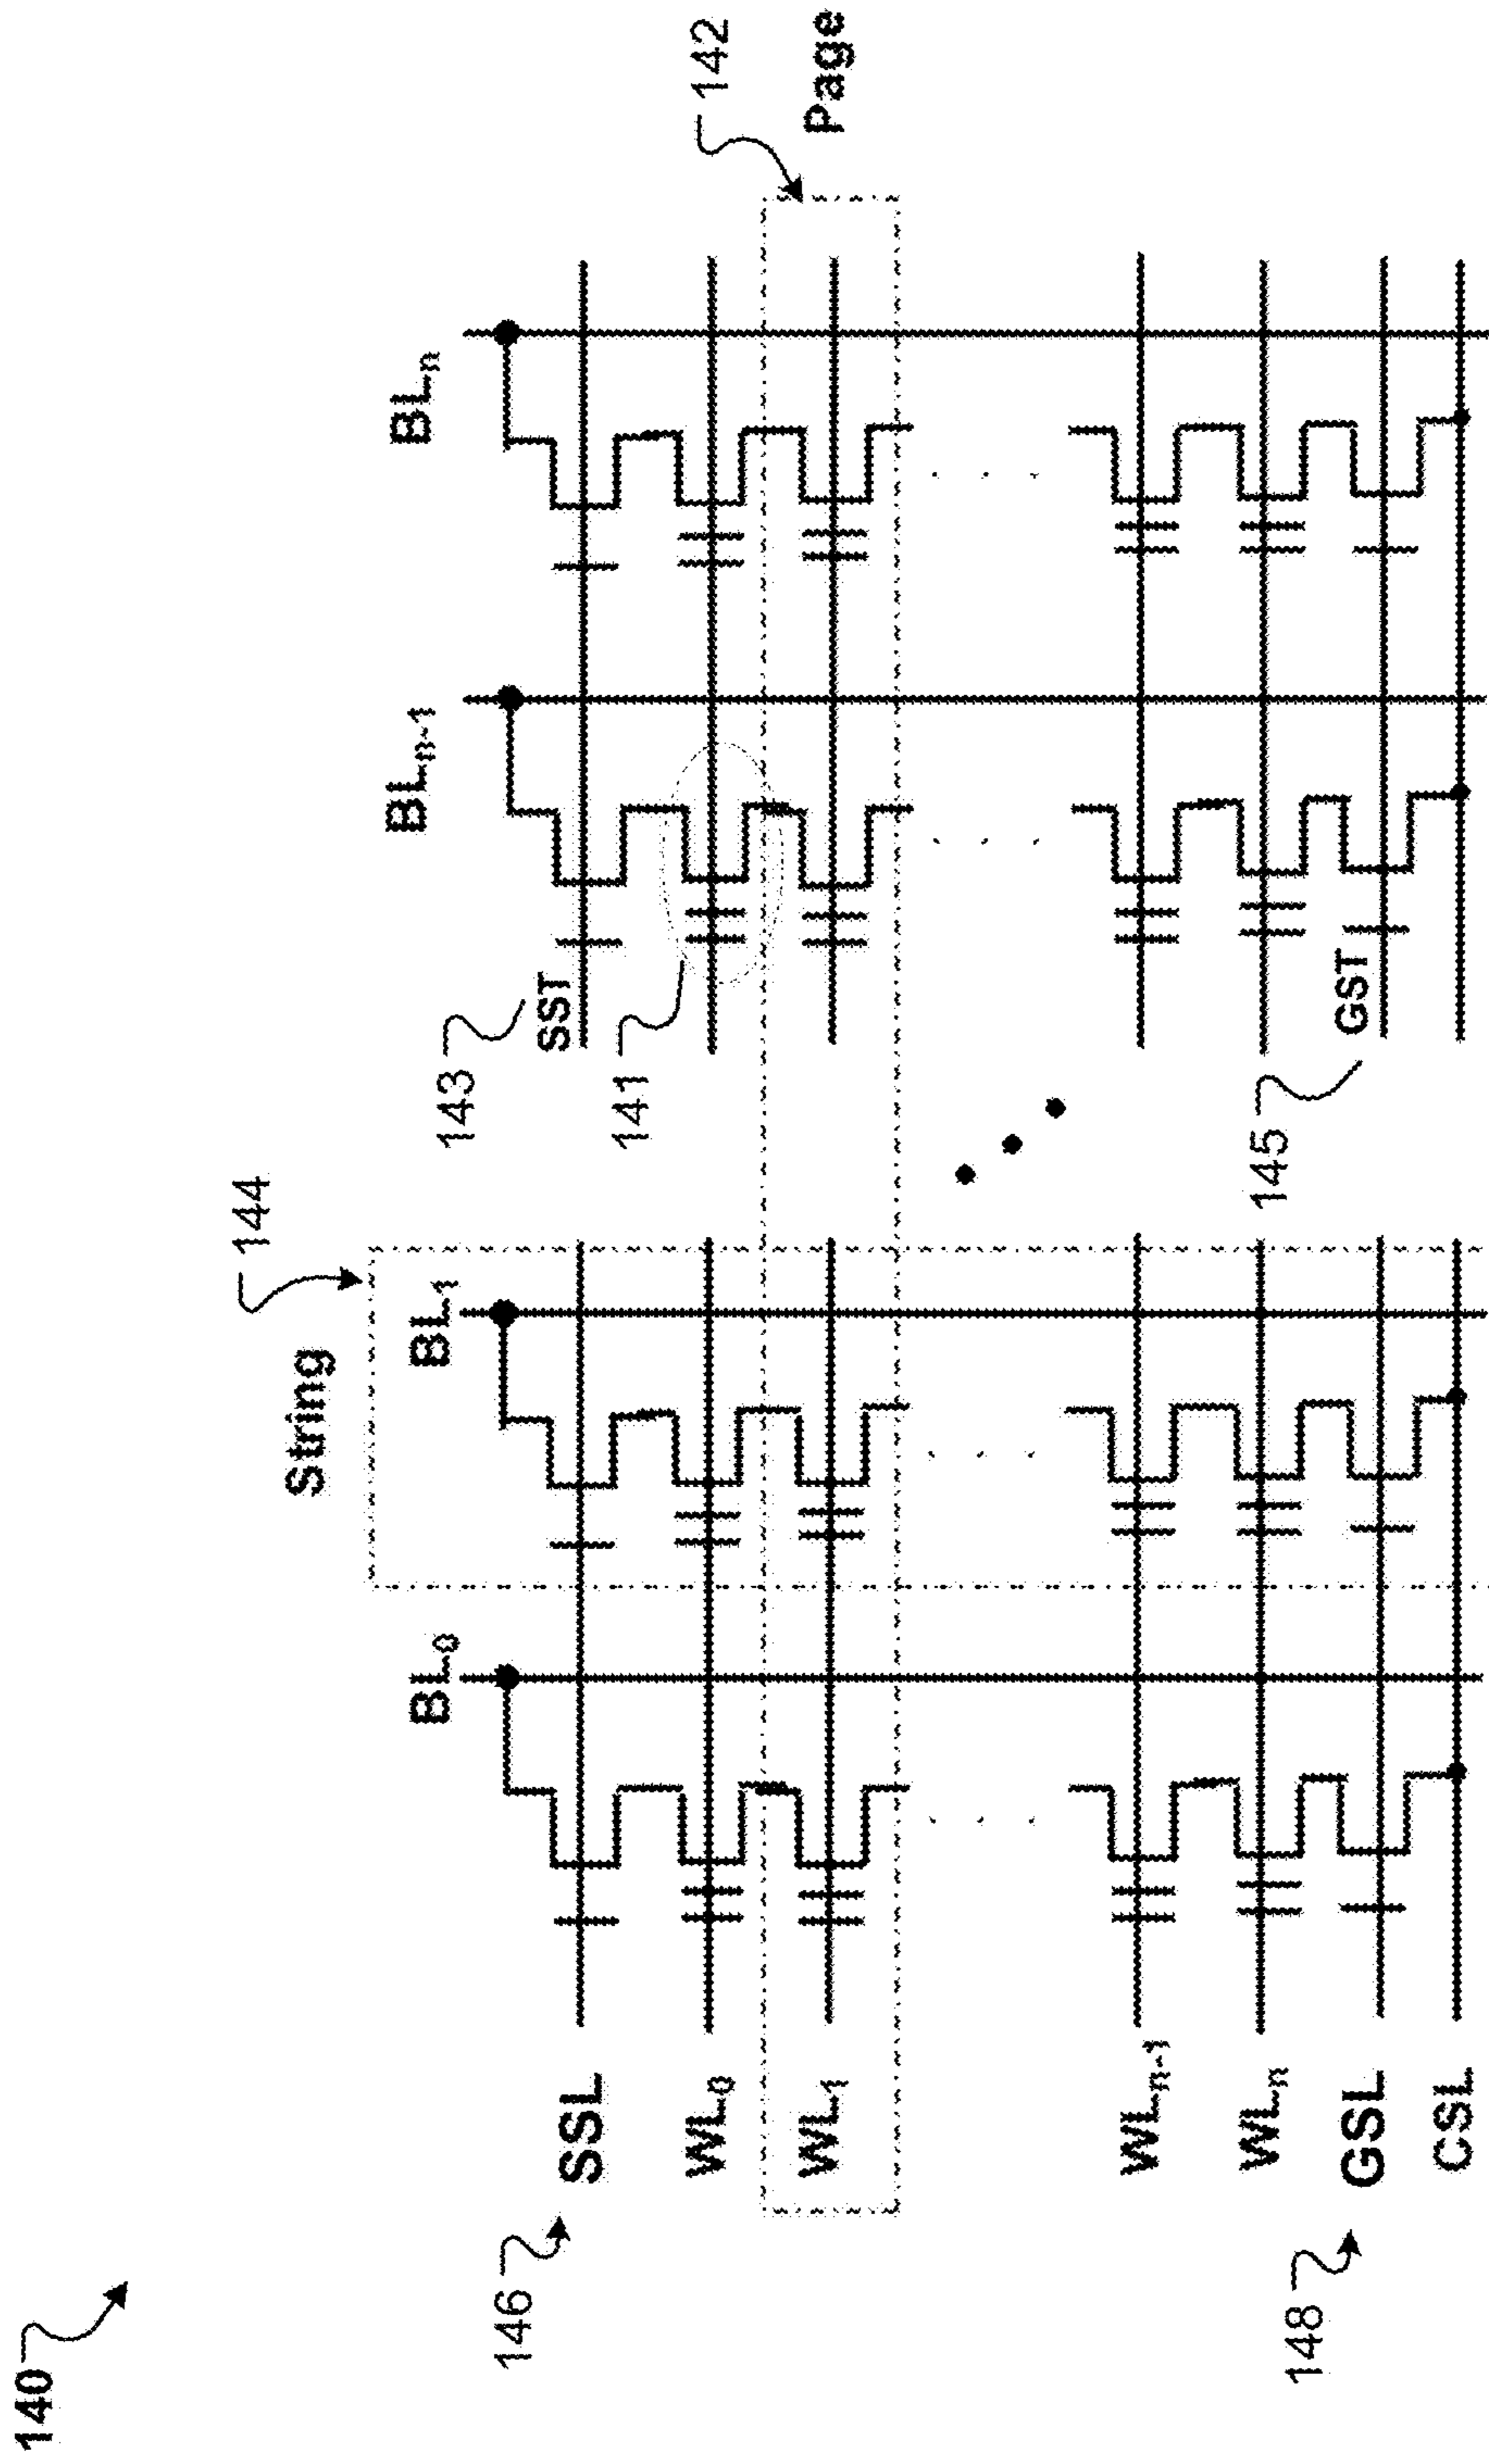 140
144
String
BL₀
BL₁
BLₙ₋₁
BLₙ
146
SSL
143
SST
WL₀
141
142
Page
WL₁
WLₙ₋₁
WLₙ
145
GST
148
GSL
CSL